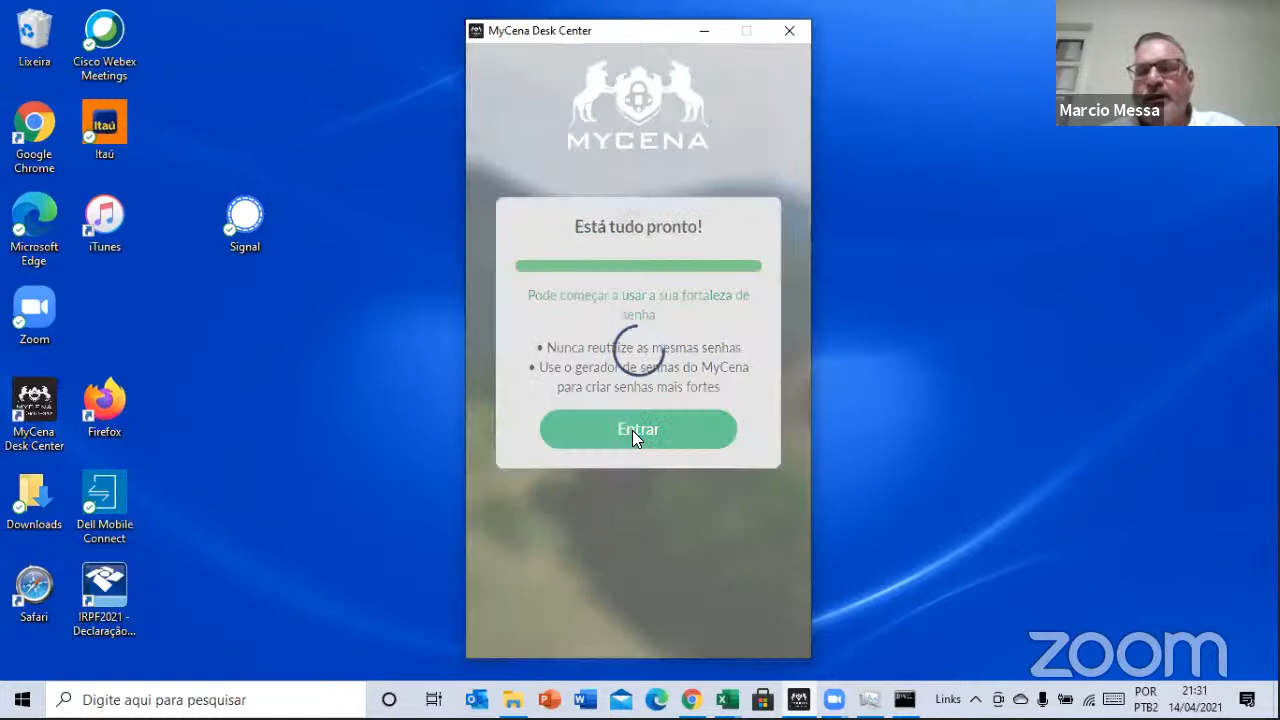 MyCena Desk Center
MYCENA
Está tudo pronto!
Pode começar a usar a sua fortaleza de
senha
• Nunca reutilize as mesmas senhas
• Use o gerador de senhas do MyCena
para criar senhas mais fortes
Entrar
Marcio Messa
Lixeira
Cisco Webex
Meetings
Google
Chrome
Itaú
Itaú
Microsoft
Edge
iTunes
Signal
Zoom
MyCena
Desk Center
Firefox
Downloads
Dell Mobile
Connect
Safari
IRPF2021 -
Declaração...
zoom
Digite aqui para pesquisar
Links
POR
PTB2
21:31
14/04/2021